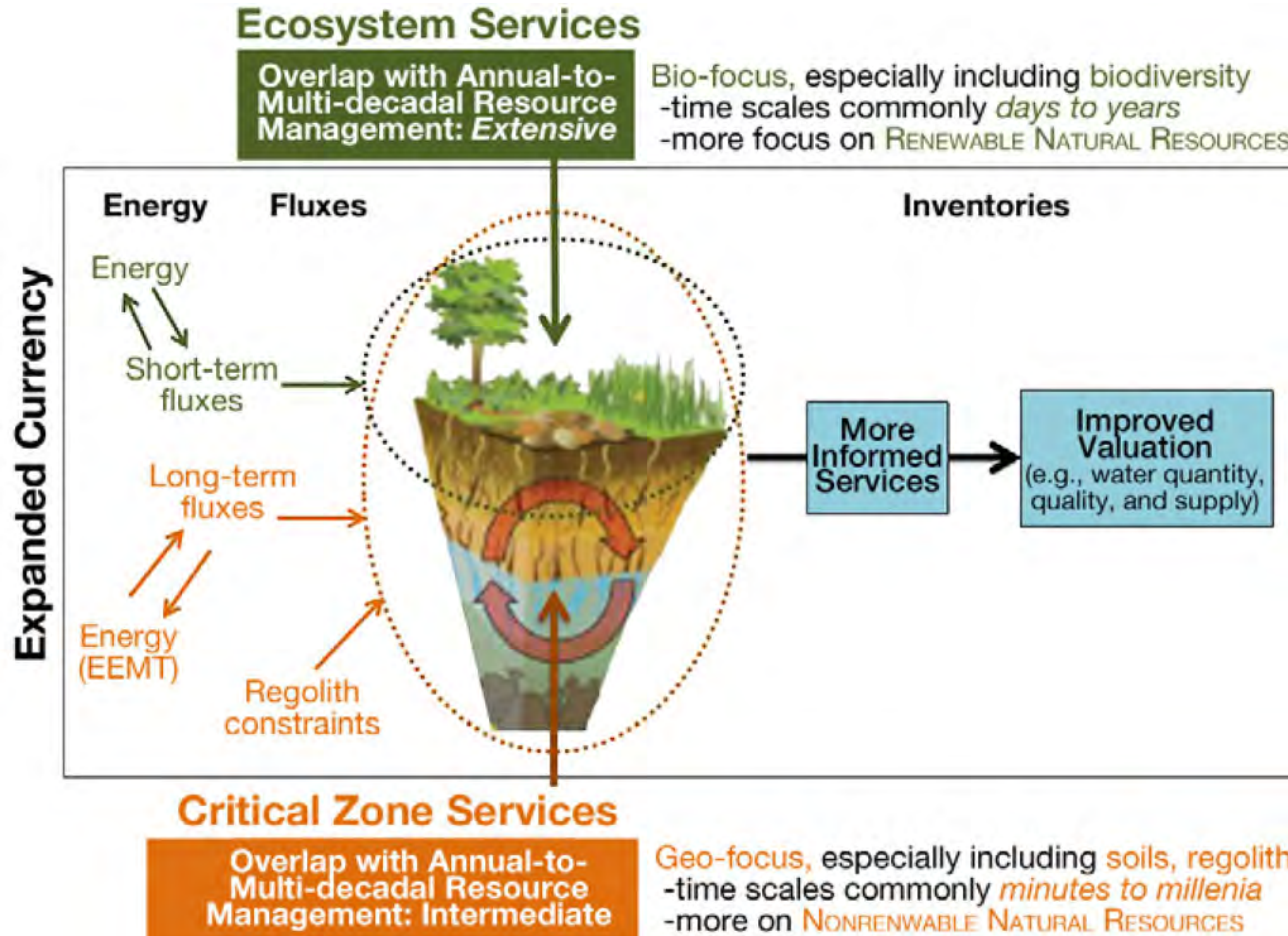 Ecosystem Services
Overlap with Annual-to-
Multi-decadal Resource
Management: Extensive
Bio-focus, especially including biodiversity
-time scales commonly days to years
-more focus on RENEWABLE NATURAL RESOURCES
Expanded Currency
Energy
Fluxes
Inventories
Energy
Short-term
fluxes
Long-term
fluxes
Energy
(EEMT)
Regolith
constraints
More
Informed
Services
Improved
Valuation
(e.g., water quantity,
quality, and supply)
Critical Zone Services
Overlap with Annual-to-
Multi-decadal Resource
Management: Intermediate
Geo-focus, especially including soils, regolith
-time scales commonly minutes to millenia
-more on NONRENWABLE NATURAL RESOURCES